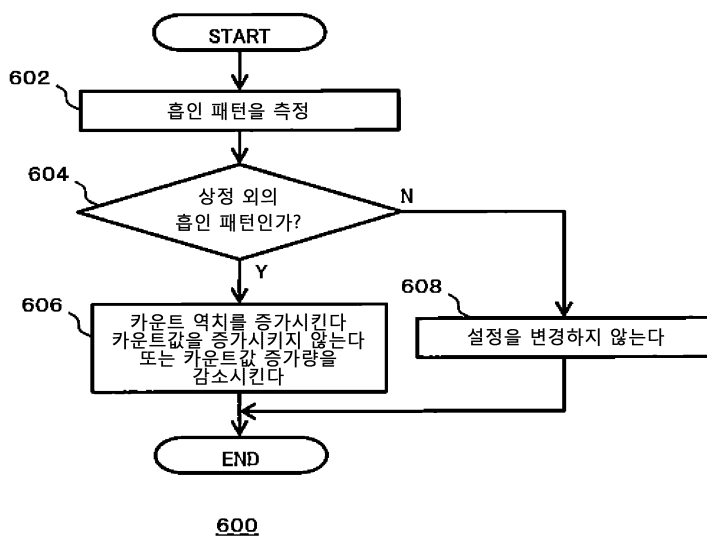 START
602
흡인 패턴을 측정
604
상정 외의
흡인 패턴인가?
N
Y
606
카운트 역치를 증가시킨다
카운트값을 증가시키지 않는다
또는 카운트값 증가량을
감소시킨다
608
설정을 변경하지 않는다
END
600